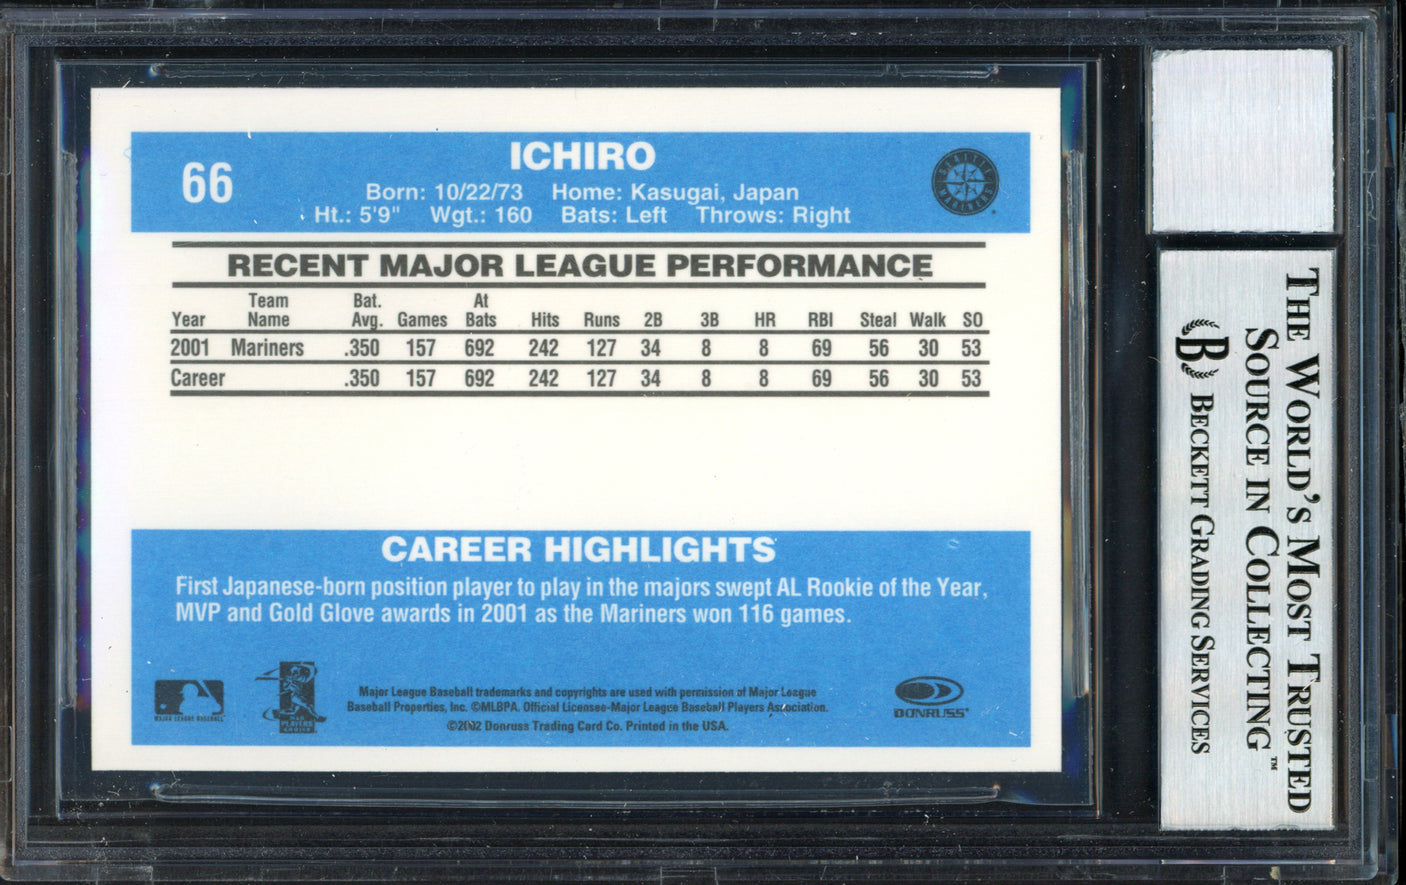 66
ICHIRO
Born: 10/22/73 Home: Kasugai, Japan
Ht.: 5'9" Wgt.: 160 Bats: Left Throws: Right
SEATTLE MARINERS
RECENT MAJOR LEAGUE PERFORMANCE
Team Bat. At
Year Name Avg. Games Bats Hits Runs 2B 3B HR RBI Steal Walk SO
2001 Mariners .350 157 692 242 127 34 8 8 69 56 30 53
Career .350 157 692 242 127 34 8 8 69 56 30 53
CAREER HIGHLIGHTS
First Japanese-born position player to play in the majors swept AL Rookie of the Year,
MVP and Gold Glove awards in 2001 as the Mariners won 116 games.
MAJOR LEAGUE BASEBALL
PLAYERS
CHOICE
Major League Baseball trademarks and copyrights are used with permission of Major League
Baseball Properties, Inc. ©MLBPA. Official Licensee-Major League Baseball Players Association.
©2002 Donruss Trading Card Co. Printed in the USA.
DONRUSS
THE WORLD'S MOST TRUSTED
SOURCE IN COLLECTING™
B BECKETT GRADING SERVICES